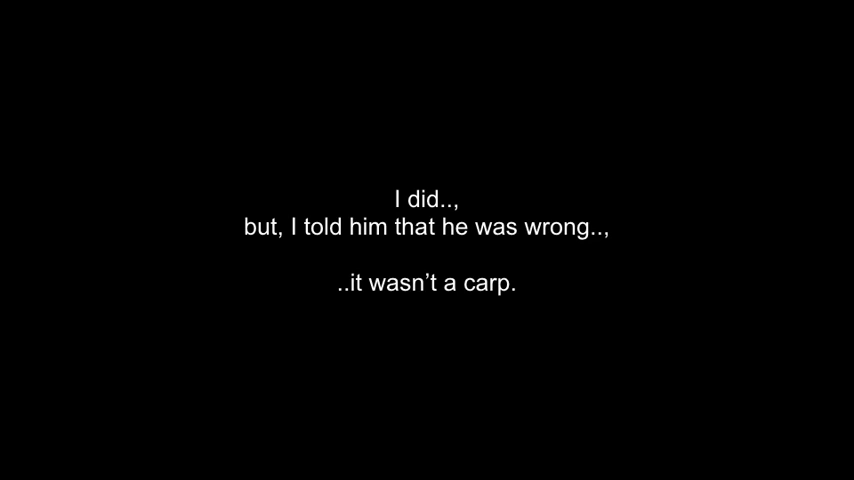 I did..,
but, I told him that he was wrong..,
..it wasn’t a carp.